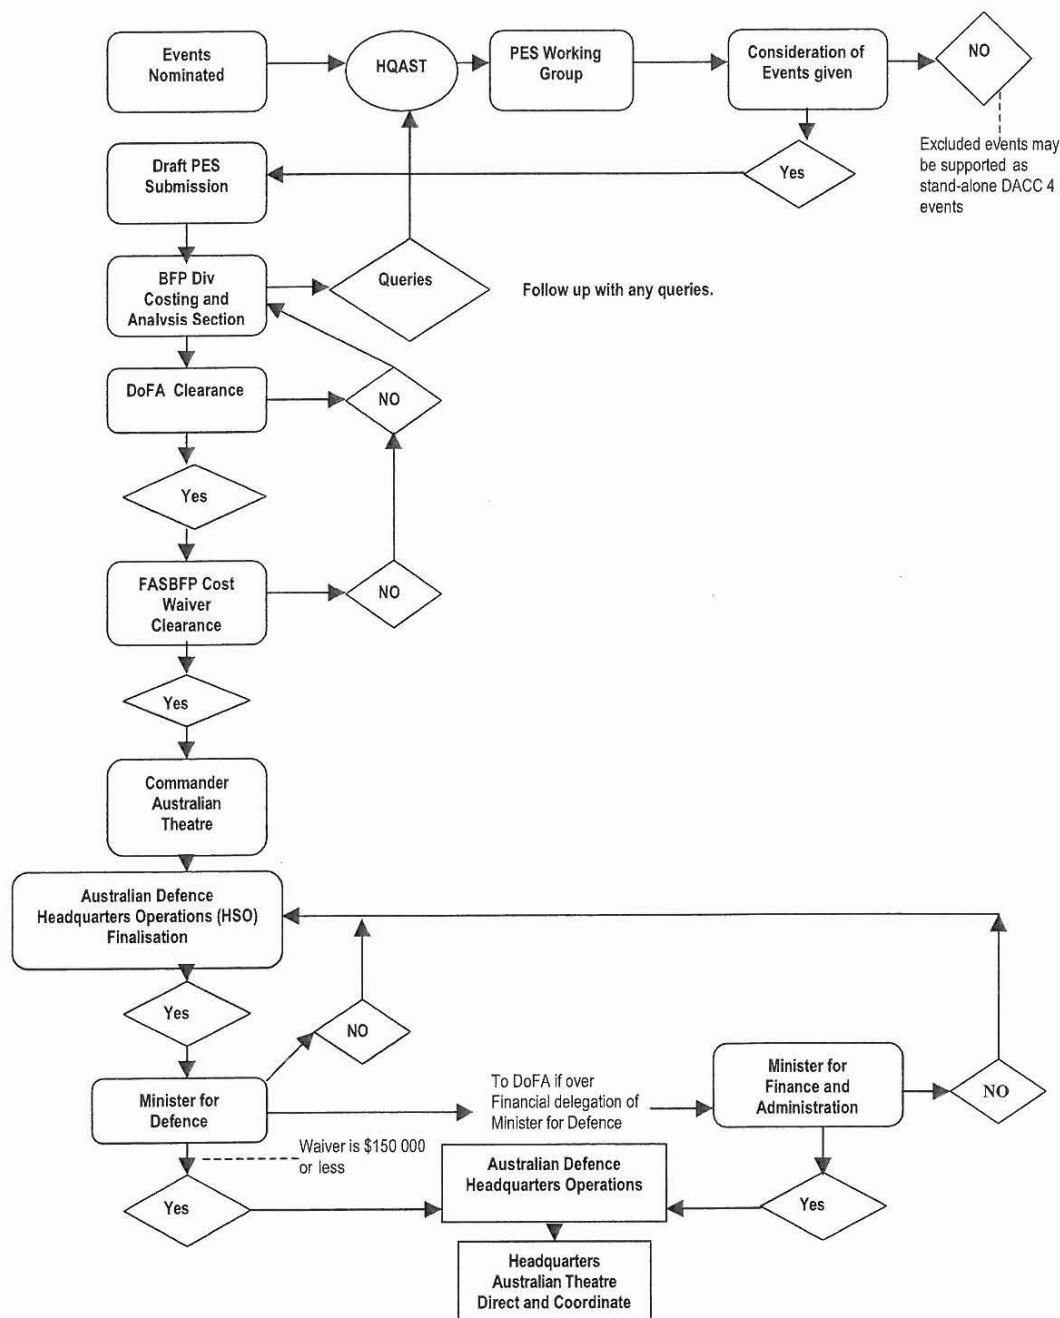 Events
Nominated
HQAST
PES Working
Group
Consideration of
Events given
NO
Excluded events may
be supported as
stand-alone DACC 4
events
Yes
Draft PES
Submission
BFP Div
Costing and
Analvsis Section
Queries
Follow up with any queries.
DoFA Clearance
NO
Yes
FASBFP Cost
Waiver
Clearance
NO
Yes
Commander
Australian
Theatre
Australian Defence
Headquarters Operations (HSO)
Finalisation
Yes
NO
Minister for
Defence
To DoFA if over
Financial delegation of
Minister for Defence
Minister for
Finance and
Administration
NO
Waiver is $150 000
or less
Yes
Australian Defence
Headquarters Operations
Yes
Headquarters
Australian Theatre
Direct and Coordinate